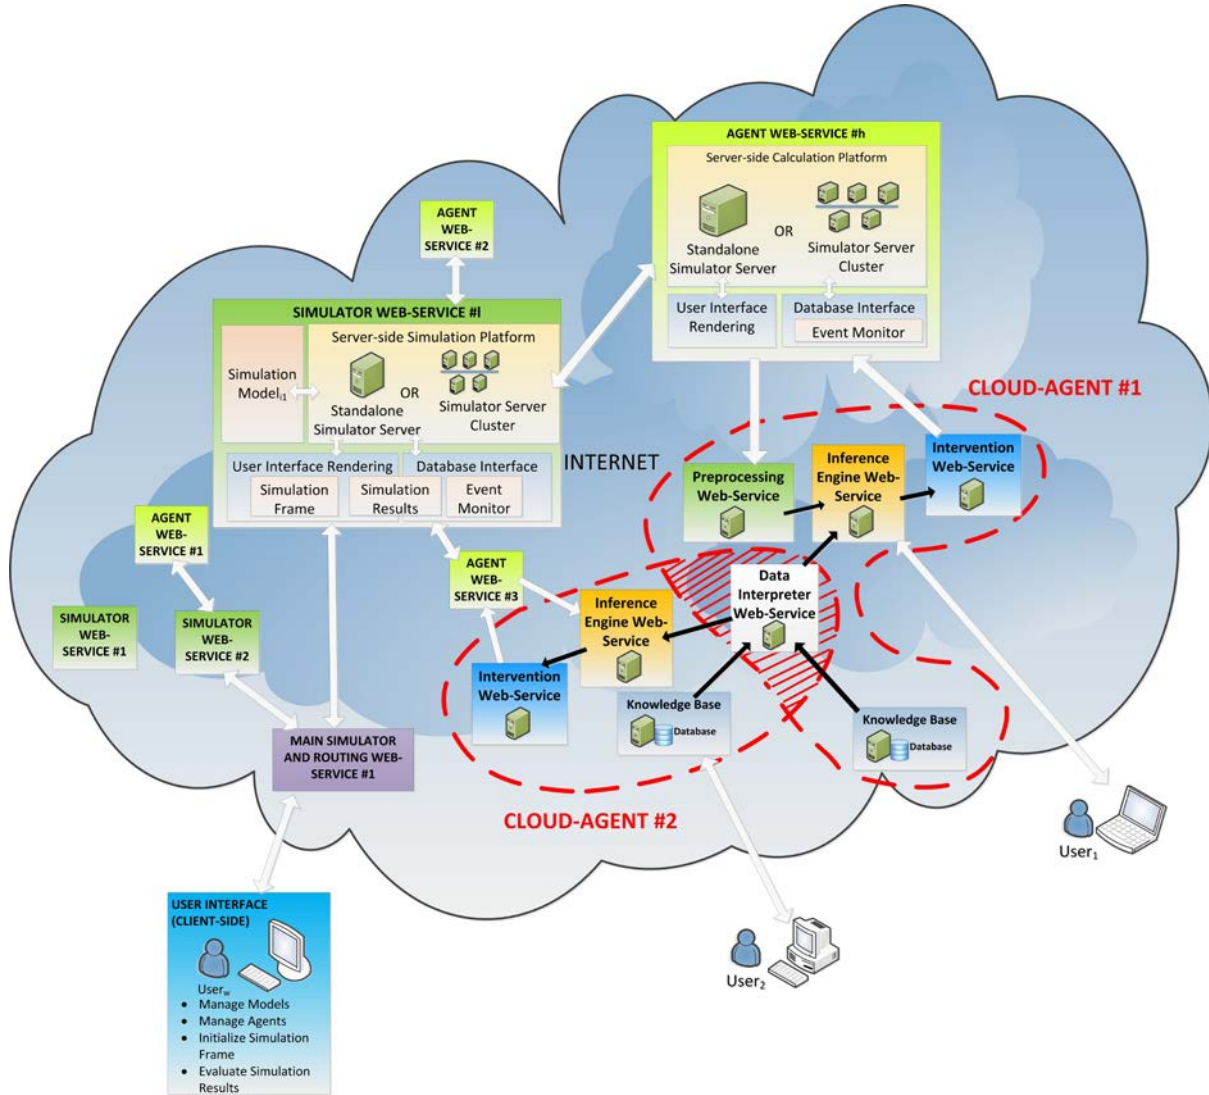 AGENT WEB-SERVICE #h
Server-side Calculation Platform
Standalone
Simulator Server
OR
Simulator Server
Cluster
User Interface
Rendering
Database Interface
Event Monitor
AGENT
WEB-
SERVICE #2
SIMULATOR WEB-SERVICE #l
Simulation
Model_i1
Server-side Simulation Platform
Standalone
Simulator Server
OR
Simulator Server
Cluster
User Interface Rendering
Simulation
Frame
Simulation
Results
Database Interface
Event
Monitor
INTERNET
CLOUD-AGENT #1
Preprocessing
Web-Service
Inference
Engine Web-
Service
Intervention
Web-Service
AGENT
WEB-
SERVICE #1
SIMULATOR
WEB-
SERVICE #1
SIMULATOR
WEB-
SERVICE #2
AGENT
WEB-
SERVICE #3
Inference
Engine Web-
Service
Data
Interpreter
Web-Service
Intervention
Web-Service
Knowledge Base
Database
Knowledge Base
Database
MAIN SIMULATOR
AND ROUTING WEB-
SERVICE #1
CLOUD-AGENT #2
User1
User2
USER INTERFACE
(CLIENT-SIDE)
Userw
• Manage Models
• Manage Agents
• Initialize Simulation
Frame
• Evaluate Simulation
Results